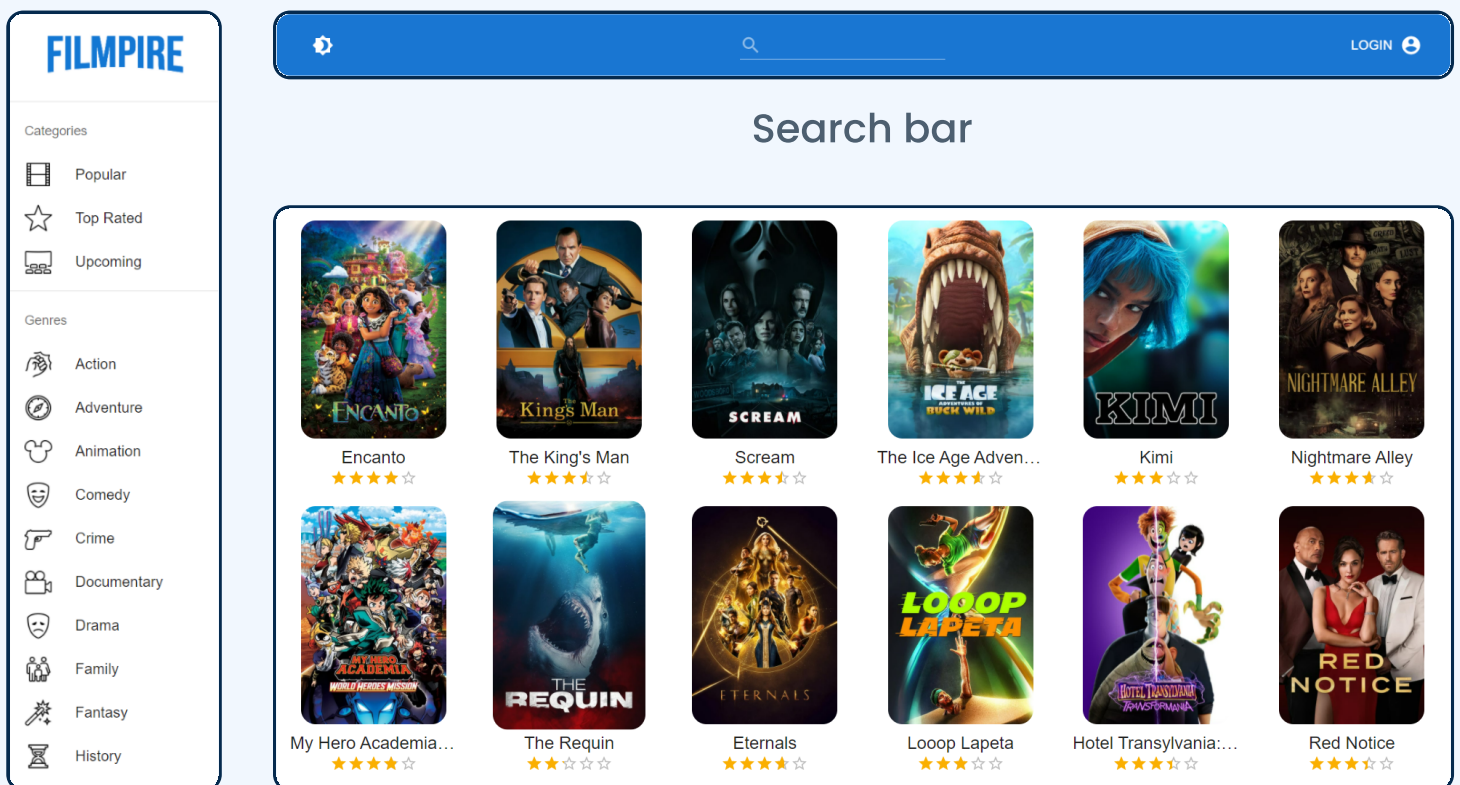 FILMPIRE
LOGIN
Search bar
Categories
Popular
Top Rated
Upcoming
Genres
Action
Adventure
Animation
Comedy
Crime
Documentary
Drama
Family
Fantasy
History
ENCANTO
The King's Man
SCREAM
THE
ICE AGE
ADVENTURES OF
BUCK WILD
KIMI
NIGHTMARE ALLEY
Encanto
The King's Man
Scream
The Ice Age Adven...
Kimi
Nightmare Alley
MY HERO
ACADEMIA
WORLD HEROES MISSION
THE
REQUIN
ETERNALS
LOOOP
LAPETA
HOTEL TRANSYLVANIA
TRANSFORMANIA
RED
NOTICE
My Hero Academia...
The Requin
Eternals
Looop Lapeta
Hotel Transylvania:...
Red Notice